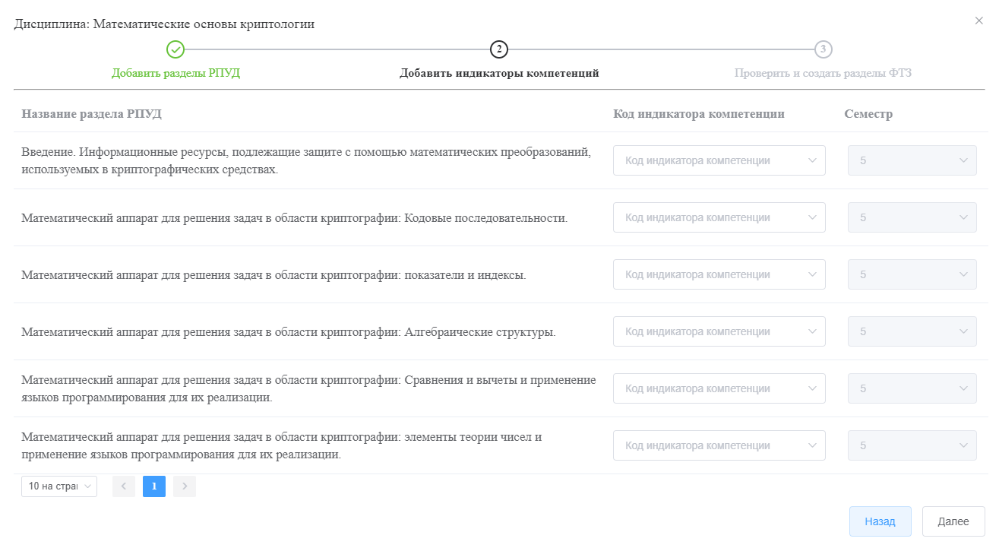 Дисциплина: Математические основы криптологии
2
3
Добавить разделы РПУД
Добавить индикаторы компетенций
Проверить и создать разделы ФТЗ
Название раздела РПУД
Код индикатора компетенции
Семестр
Введение. Информационные ресурсы, подлежащие защите с помощью математических преобразований,
используемых в криптографических средствах.
Код индикатора компетенции
5
Математический аппарат для решения задач в области криптографии: Кодовые последовательности.
Код индикатора компетенции
5
Математический аппарат для решения задач в области криптографии: показатели и индексы.
Код индикатора компетенции
5
Математический аппарат для решения задач в области криптографии: Алгебраические структуры.
Код индикатора компетенции
5
Математический аппарат для решения задач в области криптографии: Сравнения и вычеты и применение
языков программирования для их реализации.
Код индикатора компетенции
5
Математический аппарат для решения задач в области криптографии: элементы теории чисел и
применение языков программирования для их реализации.
Код индикатора компетенции
5
10 на стра
1
Назад
Далее